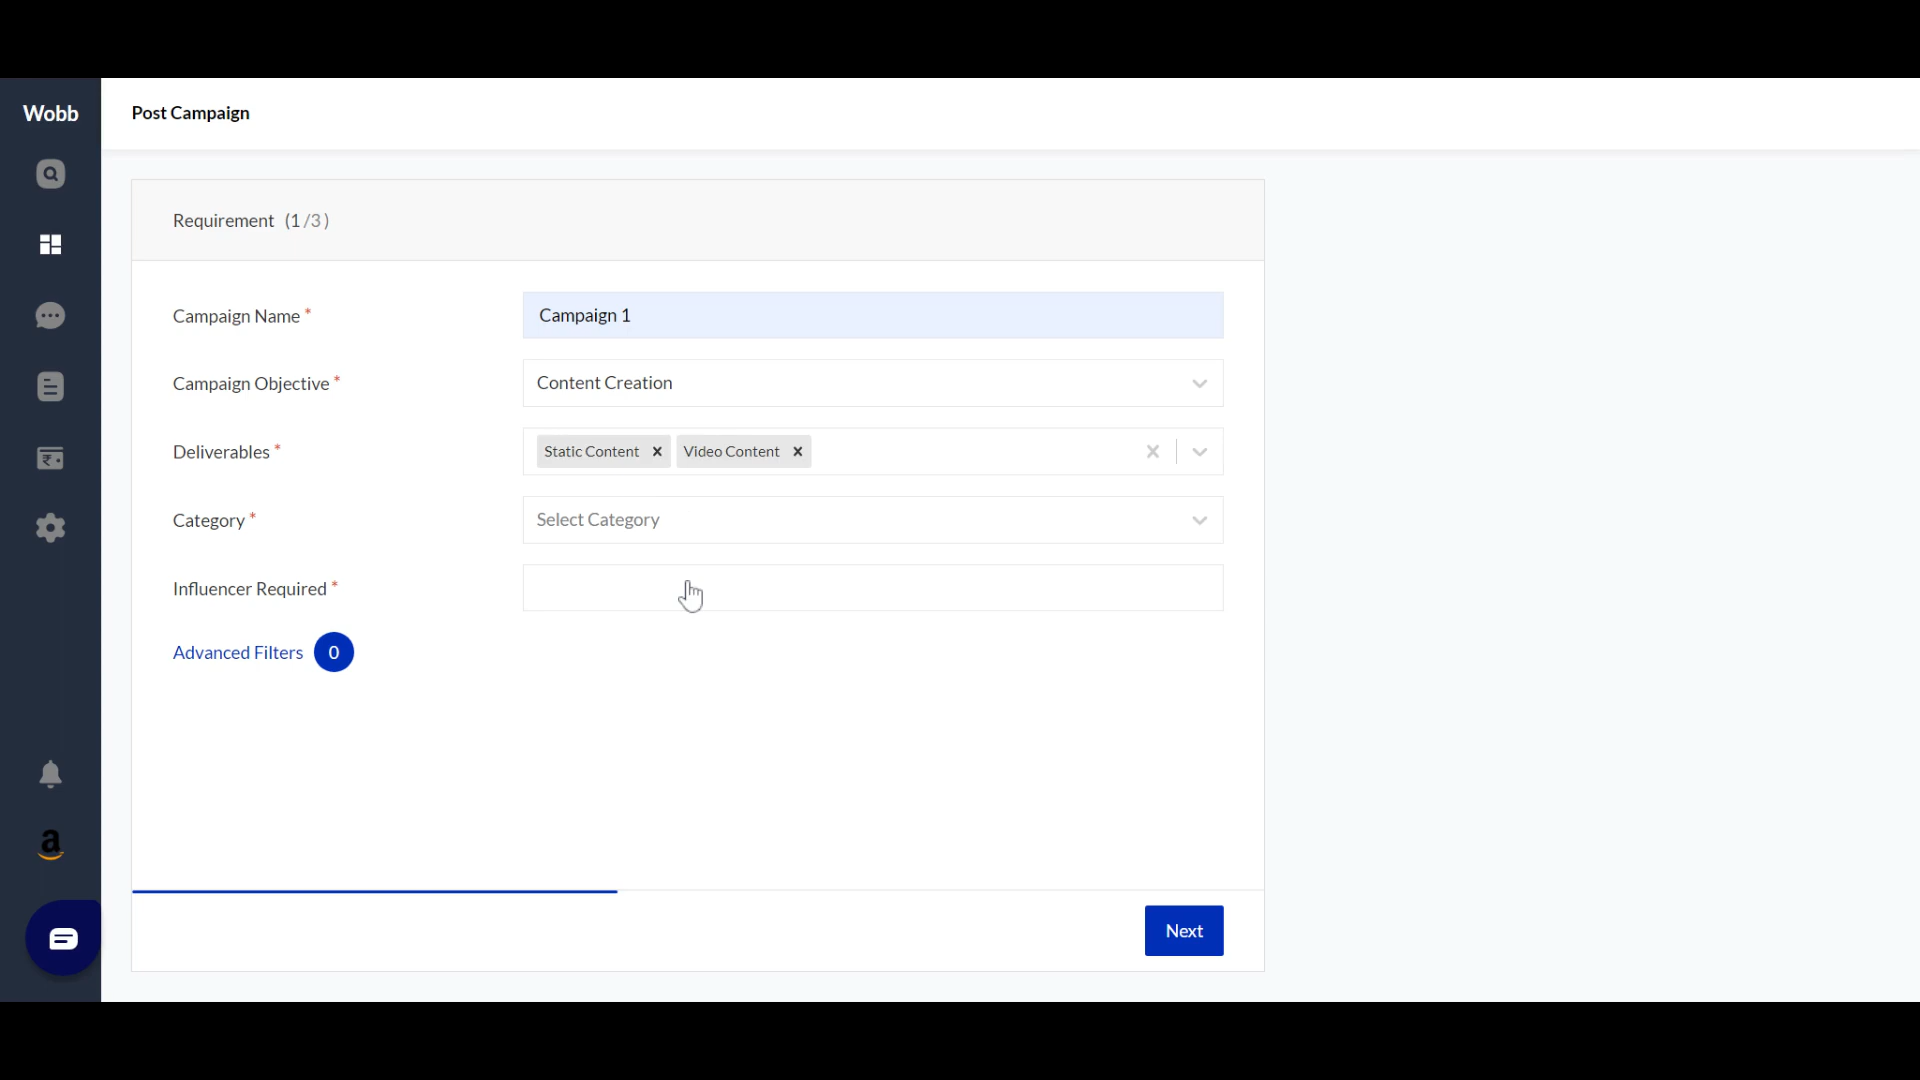 Wobb
Post Campaign
Requirement (1/3)
Campaign Name *
Campaign 1
Campaign Objective *
Content Creation
Deliverables *
Static Content × Video Content ×
Category *
Select Category
Influencer Required *
Advanced Filters 0
a
Next